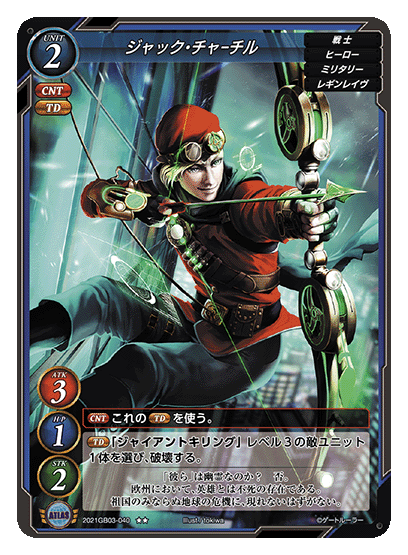 UNIT
2
ジャック・チャーチル
戦士
ヒーロー
ミリタリー
レギンレイヴ
CNT
TD
ATK
3
H.P
1
STK
2
CNT これの TD を使う。
TD 「ジャイアントキリング」レベル3の敵ユニット
1体を選び、破壊する。
「彼ら」は幽霊なのか? 否。
欧州において、英雄とは不死の存在である。
祖国のみならぬ地球の危機に、現れないはずがない。
ATLAS
2021GB03-040 ★★
Illust. tokiwa
©ゲートルーラー